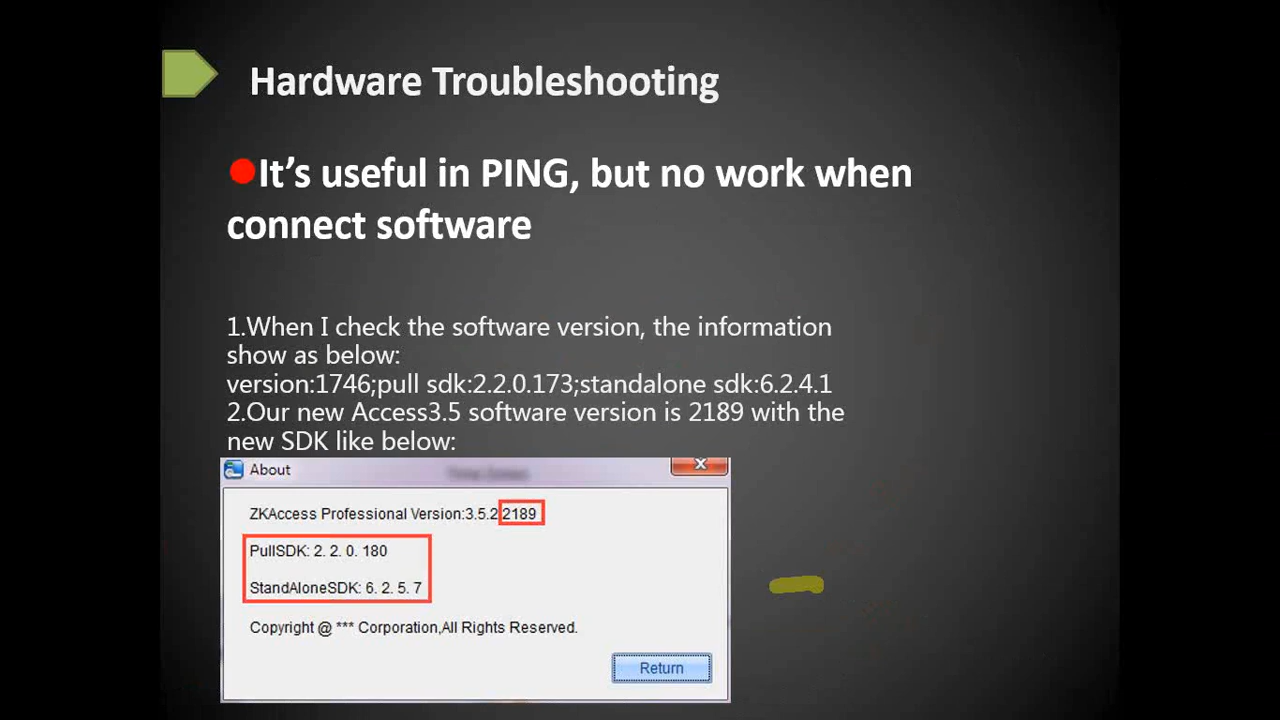 Hardware Troubleshooting
It's useful in PING, but no work when
connect software
1.When I check the software version, the information
show as below:
version:1746;pull sdk:2.2.0.173;standalone sdk:6.2.4.1
2.Our new Access3.5 software version is 2189 with the
new SDK like below:
About
ZKAccess Professional Version:3.5.2.2189
PullSDK: 2. 2. 0. 180
StandAloneSDK: 6. 2. 5. 7
Copyright @ *** Corporation,All Rights Reserved.
Return